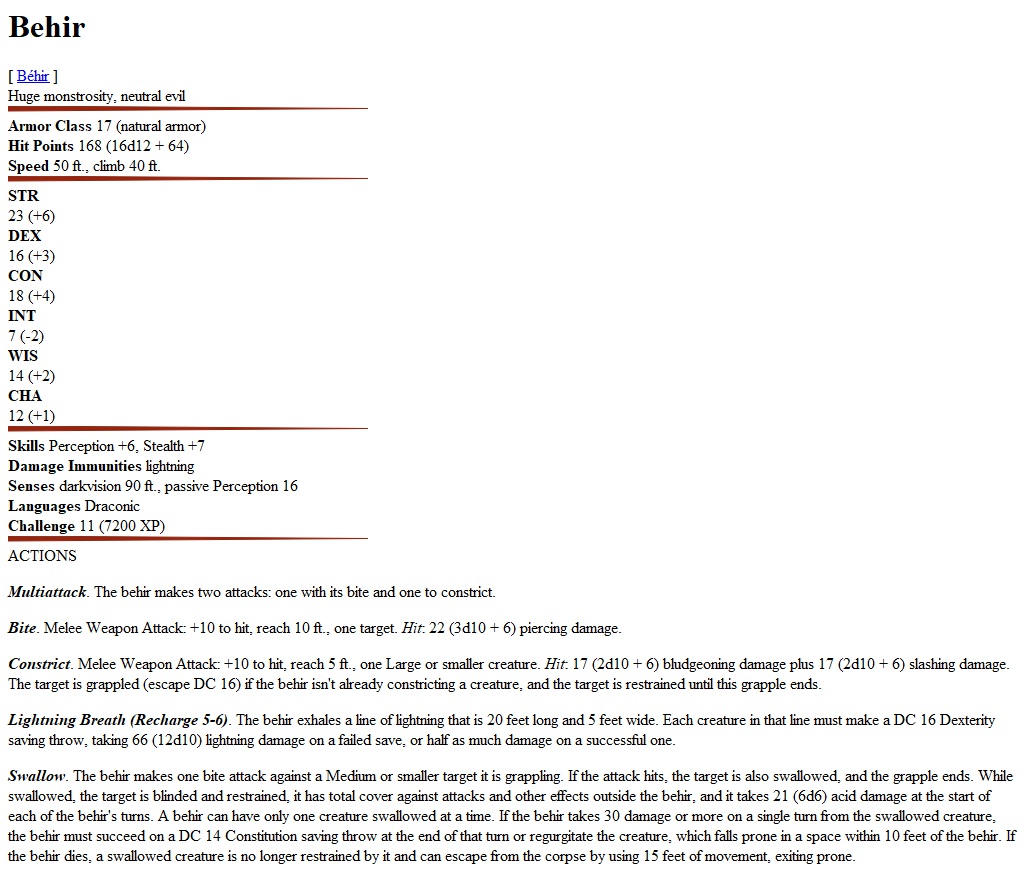 Behir
[ Béhir ]
Huge monstrosity, neutral evil
Armor Class 17 (natural armor)
Hit Points 168 (16d12 + 64)
Speed 50 ft., climb 40 ft.
STR
23 (+6)
DEX
16 (+3)
CON
18 (+4)
INT
7 (-2)
WIS
14 (+2)
CHA
12 (+1)
Skills Perception +6, Stealth +7
Damage Immunities lightning
Senses darkvision 90 ft., passive Perception 16
Languages Draconic
Challenge 11 (7200 XP)
ACTIONS
Multiattack. The behir makes two attacks: one with its bite and one to constrict.
Bite. Melee Weapon Attack: +10 to hit, reach 10 ft., one target. Hit: 22 (3d10 + 6) piercing damage.
Constrict. Melee Weapon Attack: +10 to hit, reach 5 ft., one Large or smaller creature. Hit: 17 (2d10 + 6) bludgeoning damage plus 17 (2d10 + 6) slashing damage.
The target is grappled (escape DC 16) if the behir isn't already constricting a creature, and the target is restrained until this grapple ends.
Lightning Breath (Recharge 5-6). The behir exhales a line of lightning that is 20 feet long and 5 feet wide. Each creature in that line must make a DC 16 Dexterity
saving throw, taking 66 (12d10) lightning damage on a failed save, or half as much damage on a successful one.
Swallow. The behir makes one bite attack against a Medium or smaller target it is grappling. If the attack hits, the target is also swallowed, and the grapple ends. While
swallowed, the target is blinded and restrained, it has total cover against attacks and other effects outside the behir, and it takes 21 (6d6) acid damage at the start of
each of the behir's turns. A behir can have only one creature swallowed at a time. If the behir takes 30 damage or more on a single turn from the swallowed creature,
the behir must succeed on a DC 14 Constitution saving throw at the end of that turn or regurgitate the creature, which falls prone in a space within 10 feet of the behir. If
the behir dies, a swallowed creature is no longer restrained by it and can escape from the corpse by using 15 feet of movement, exiting prone.